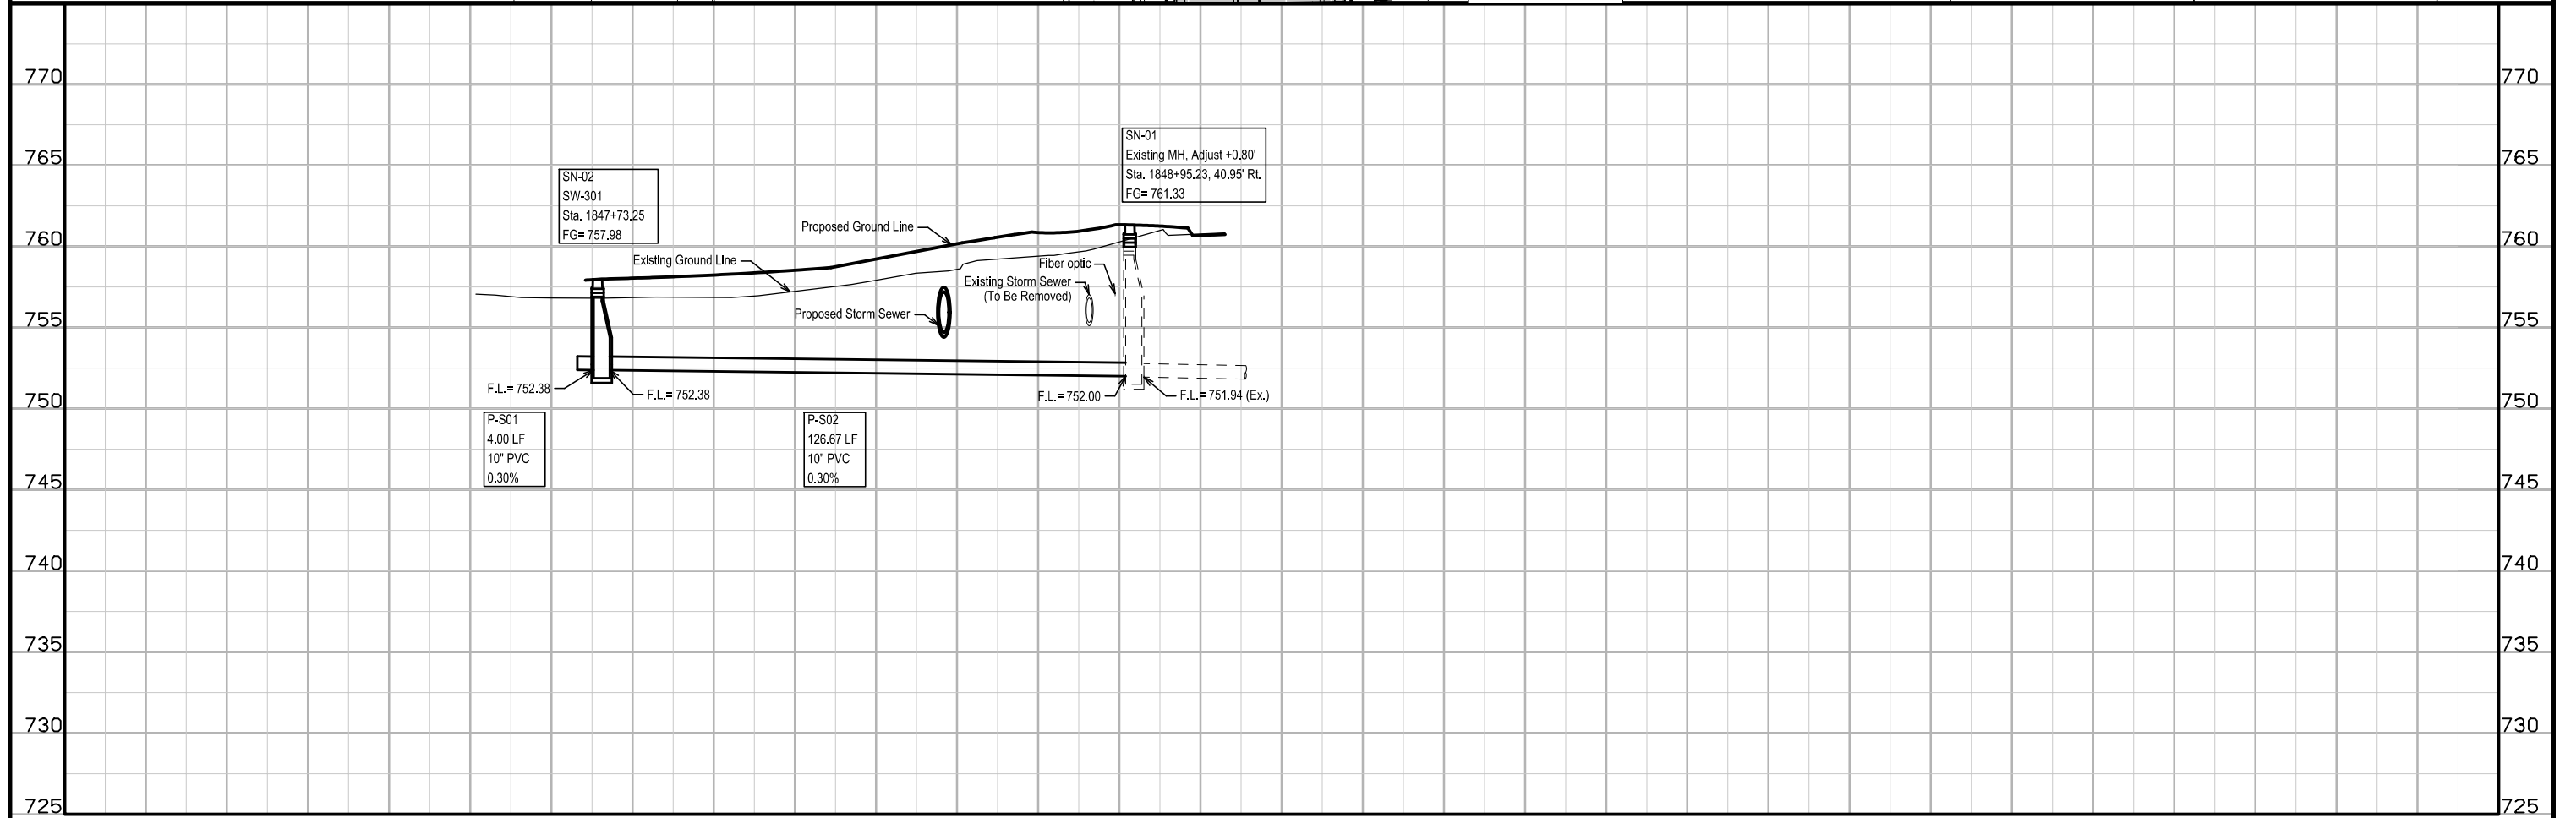 770
770
765
765
760
760
755
755
750
750
745
745
740
740
735
735
730
730
725
725
SN-02
SW-301
Sta. 1847+73.25
FG= 757.98
SN-01
Existing MH, Adjust +0.80'
Sta. 1848+95.23, 40.95' Rt.
FG= 761.33
Proposed Ground Line
Existing Ground Line
Fiber optic
Existing Storm Sewer
(To Be Removed)
Proposed Storm Sewer
F.L.= 752.38
F.L.= 752.38
F.L.= 752.00
F.L.= 751.94 (Ex.)
P-S01
4.00 LF
10" PVC
0.30%
P-S02
126.67 LF
10" PVC
0.30%